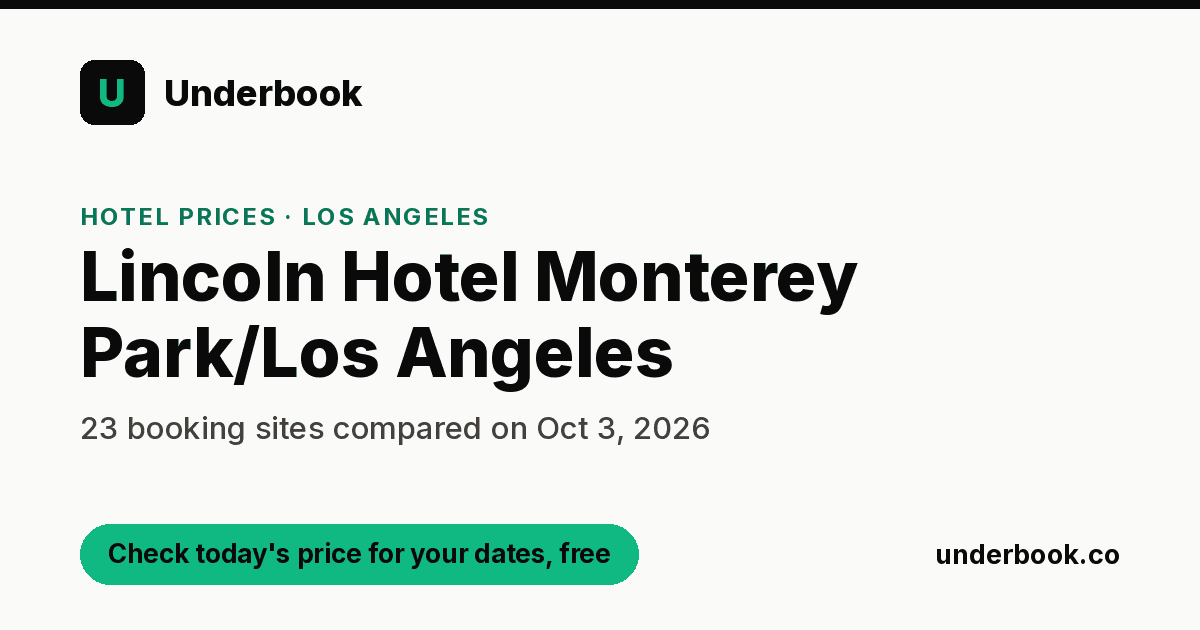 U Underbook
HOTEL PRICES · LOS ANGELES
Lincoln Hotel Monterey
Park/Los Angeles
23 booking sites compared on Oct 3, 2026
Check today's price for your dates, free
underbook.co